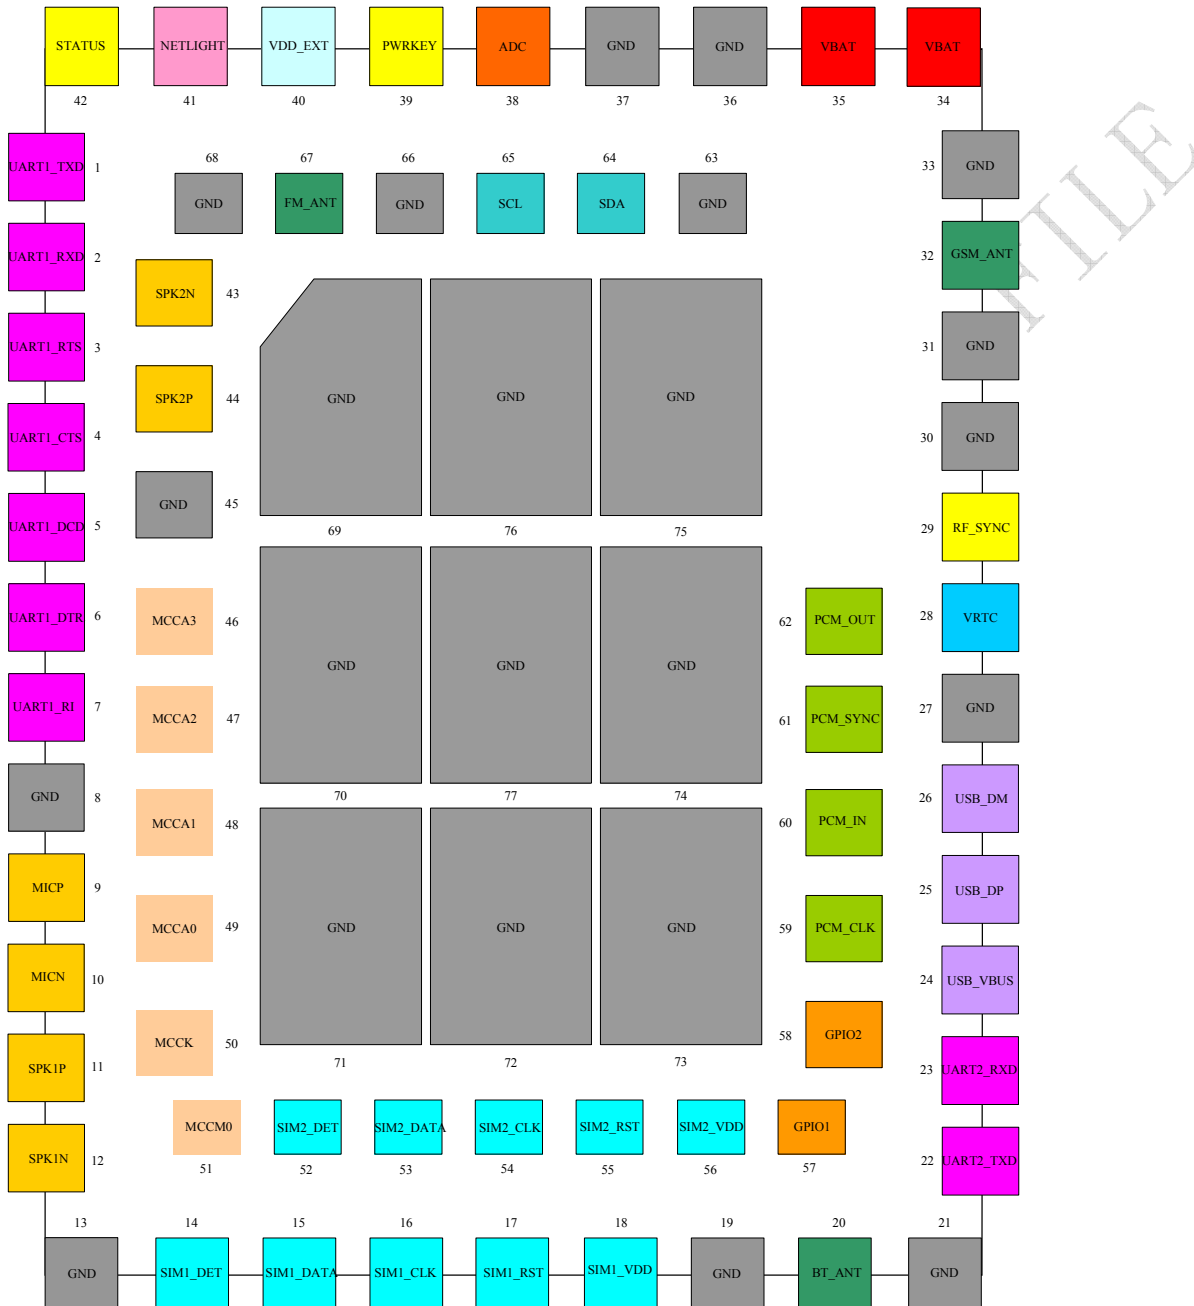 STATUS NETLIGHT VDD_EXT PWRKEY ADC GND GND VBAT VBAT
42 41 40 39 38 37 36 35 34
UART1_TXD 1
68 67 66 65 64 63
33 GND
GND FM_ANT GND SCL SDA GND
FILE
UART1_RXD 2
32 GSM_ANT
SPK2N 43
UART1_RTS 3
31 GND
SPK2P 44
GND GND GND
UART1_CTS 4
30 GND
GND 45
UART1_DCD 5
69 76 75
29 RF_SYNC
UART1_DTR 6
MCCA3 46
62 PCM_OUT
28 VRTC
GND GND GND
UART1_RI 7
MCCA2 47
61 PCM_SYNC
27 GND
GND 8
70 77 74
26 USB_DM
MCCA1 48
60 PCM_IN
MICP 9
25 USB_DP
MCCA0 49
GND GND GND
59 PCM_CLK
MICN 10
24 USB_VBUS
MCCK 50
58 GPIO2
SPK1P 11
71 72 73
23 UART2_RXD
MCCM0 SIM2_DET SIM2_DATA SIM2_CLK SIM2_RST SIM2_VDD GPIO1
51 52 53 54 55 56 57
SPK1N 12
22 UART2_TXD
13 14 15 16 17 18 19 20 21
GND SIM1_DET SIM1_DATA SIM1_CLK SIM1_RST SIM1_VDD GND BT_ANT GND